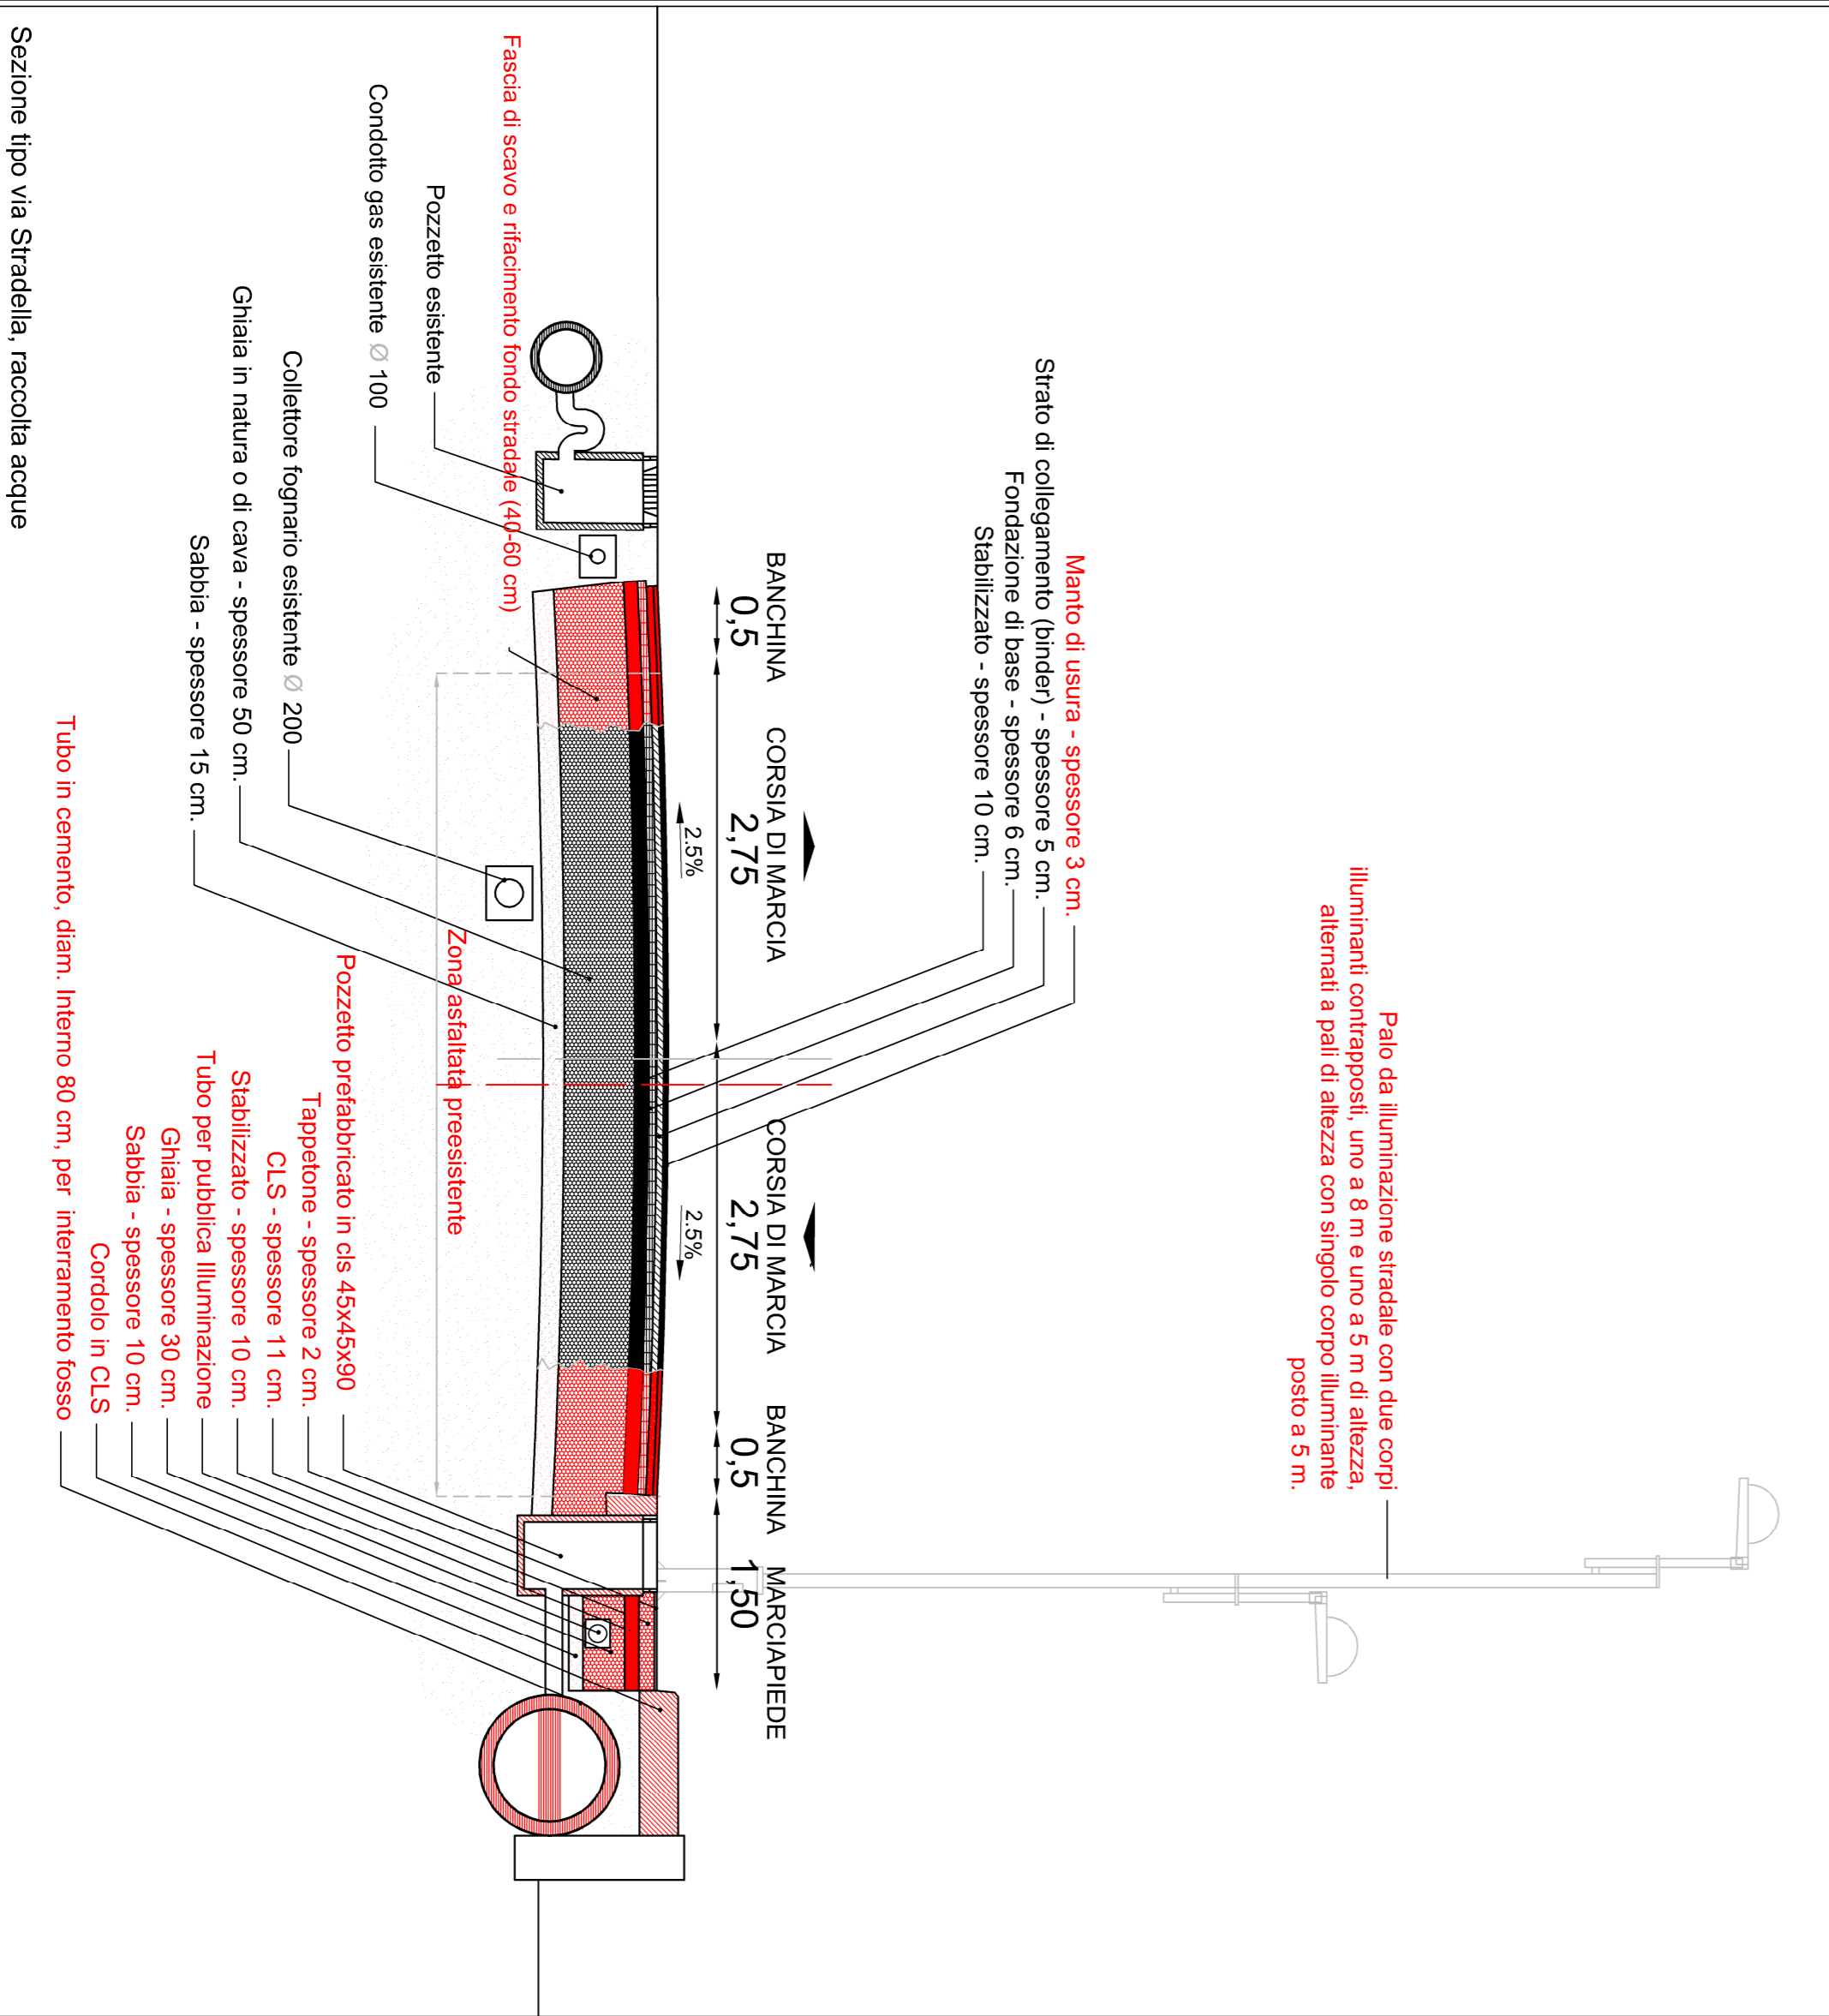 Palo da illuminazione stradale con due corpi
illuminanti contrapposti, uno a 8 m e uno a 5 m di altezza,
alternati a pali di altezza con singolo corpo illuminante
posto a 5 m.
Manto di usura - spessore 3 cm.
Strato di collegamento (binder) - spessore 5 cm.
Fondazione di base - spessore 6 cm.
Stabilizzato - spessore 10 cm.
BANCHINA CORSIA DI MARCIA CORSIA DI MARCIA BANCHINA MARCIAPIEDE
0,5 2,75 2,75 0,5 1,50
2.5% 2.5%
Fascia di scavo e rifacimento fondo stradale (40-60 cm)
Zona asfaltata preesistente
Pozzetto esistente
Condotto gas esistente Ø 100
Collettore fognario esistente Ø 200
Ghiaia in natura o di cava - spessore 50 cm.
Sabbia - spessore 15 cm.
Pozzetto prefabbricato in cls 45x45x90
Tappetone - spessore 2 cm.
CLS - spessore 11 cm.
Stabilizzato - spessore 10 cm.
Tubo per pubblica Illuminazione
Ghiaia - spessore 30 cm.
Sabbia - spessore 10 cm.
Cordolo in CLS
Tubo in cemento, diam. Interno 80 cm, per interramento fosso
Sezione tipo via Stradella, raccolta acque